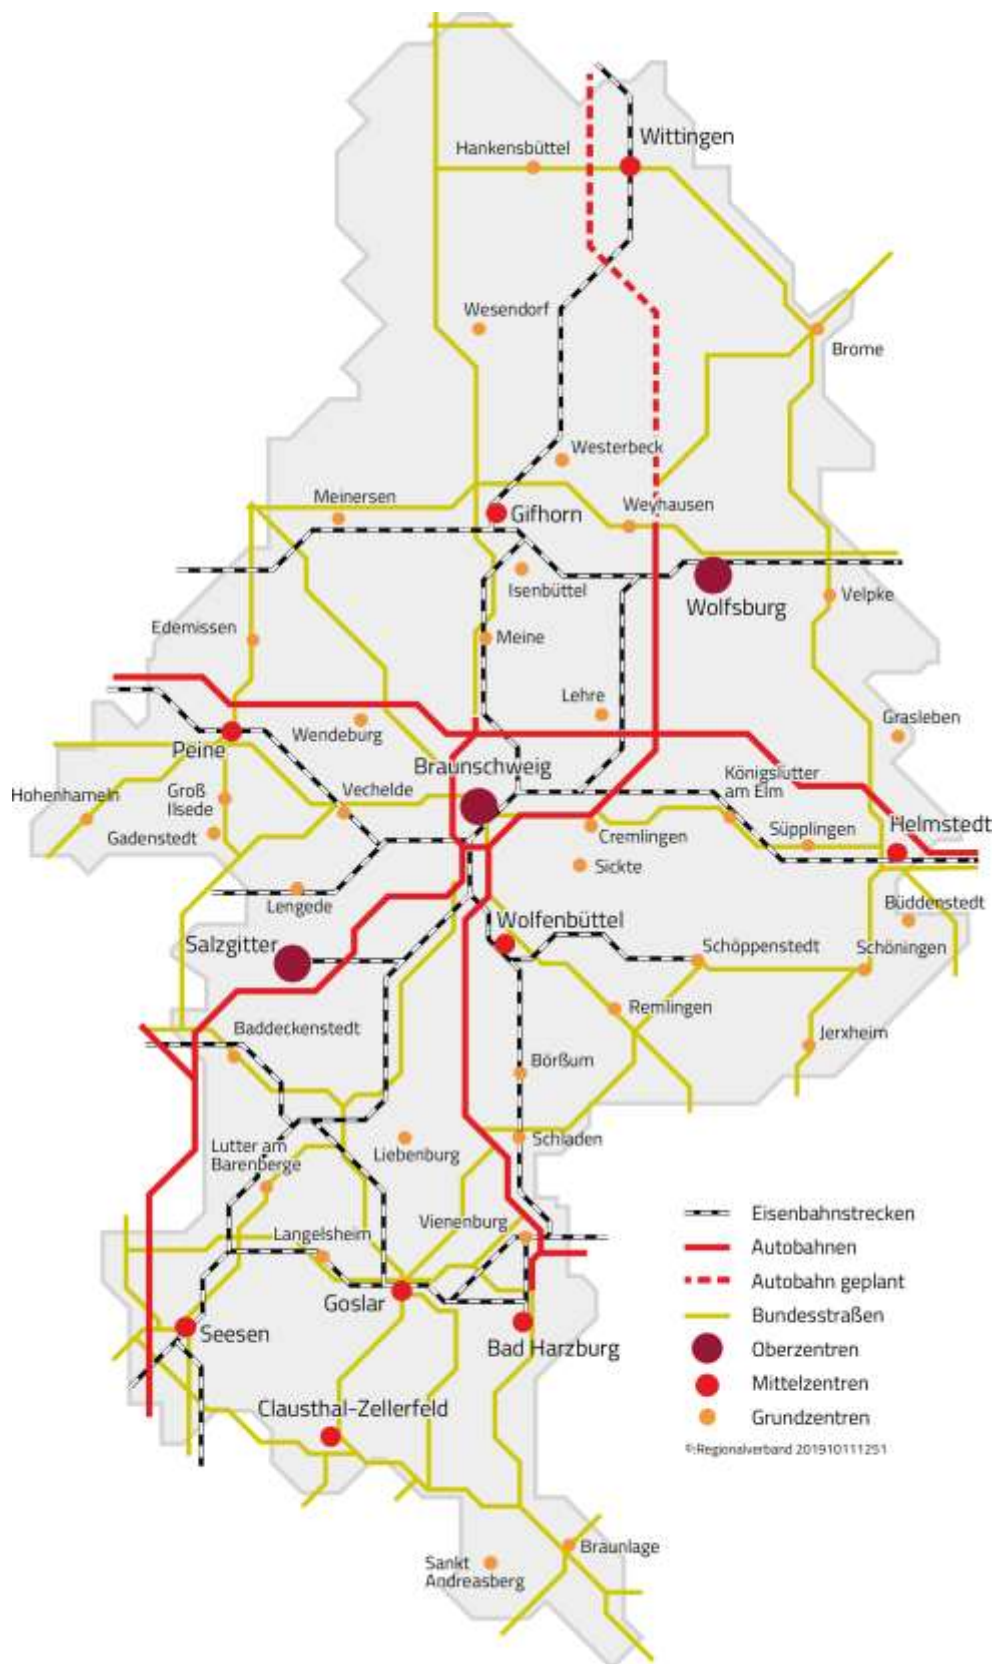 Wittingen
Hankensbüttel
Wesendorf
Brome
Westerbeck
Meinersen
Weyhausen
Gifhorn
Isenbüttel
Wolfsburg
Velpke
Edemissen
Meine
Lehre
Grasleben
Wendeburg
Peine
Braunschweig
Königslutter
am Elm
Hohenhameln
Groß
Ilsede
Vechelde
Gadenstedt
Cremlingen
Süpplingen
Helmstedt
Sickte
Lengede
Büddenstedt
Wolfenbüttel
Salzgitter
Schöppenstedt
Schöningen
Remlingen
Baddeckenstedt
Jerxheim
Börßum
Schladen
Lutter am
Barenberge
Liebenburg
Vienenburg
Langelsheim
Goslar
Seesen
Bad Harzburg
Clausthal-Zellerfeld
Braunlage
Sankt
Andreasberg
Eisenbahnstrecken
Autobahnen
Autobahn geplant
Bundesstraßen
Oberzentren
Mittelzentren
Grundzentren
©:Regionalverband 201910111251